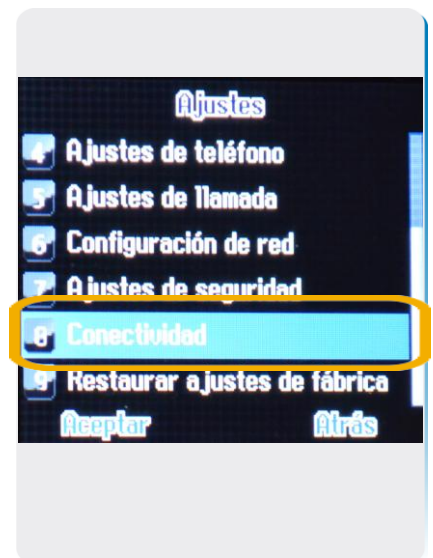 Ajustes
4 Ajustes de teléfono
5 Ajustes de llamada
6 Configuración de red
7 Ajustes de seguridad
8 Conectividad
9 Restaurar ajustes de fábrica
Aceptar Atrás